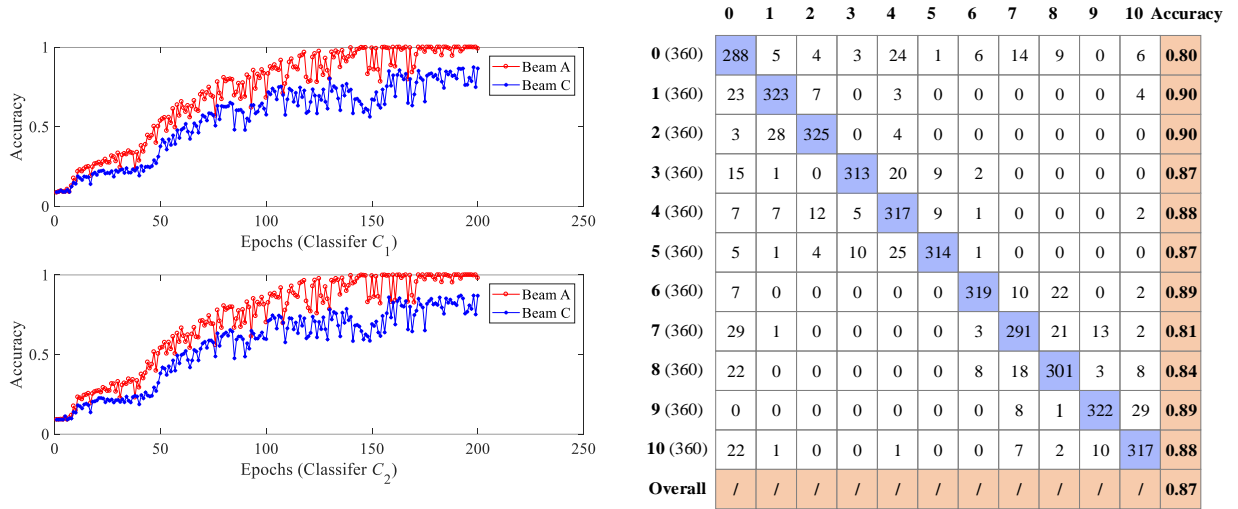 1
0.5
0
Accuracy
Beam A
Beam C
0 50 100 150 200 250
Epochs (Classifer C1)
1
0.5
0
Accuracy
Beam A
Beam C
0 50 100 150 200 250
Epochs (Classifer C2)
0 1 2 3 4 5 6 7 8 9 10 Accuracy
0 (360) 288 5 4 3 24 1 6 14 9 0 6 0.80
1 (360) 23 323 7 0 3 0 0 0 0 0 4 0.90
2 (360) 3 28 325 0 4 0 0 0 0 0 0 0.90
3 (360) 15 1 0 313 20 9 2 0 0 0 0 0.87
4 (360) 7 7 12 5 317 9 1 0 0 0 2 0.88
5 (360) 5 1 4 10 25 314 1 0 0 0 0 0.87
6 (360) 7 0 0 0 0 0 319 10 22 0 2 0.89
7 (360) 29 1 0 0 0 0 3 291 21 13 2 0.81
8 (360) 22 0 0 0 0 0 8 18 301 3 8 0.84
9 (360) 0 0 0 0 0 0 0 8 1 322 29 0.89
10 (360) 22 1 0 0 1 0 0 7 2 10 317 0.88
Overall / / / / / / / / / / / 0.87